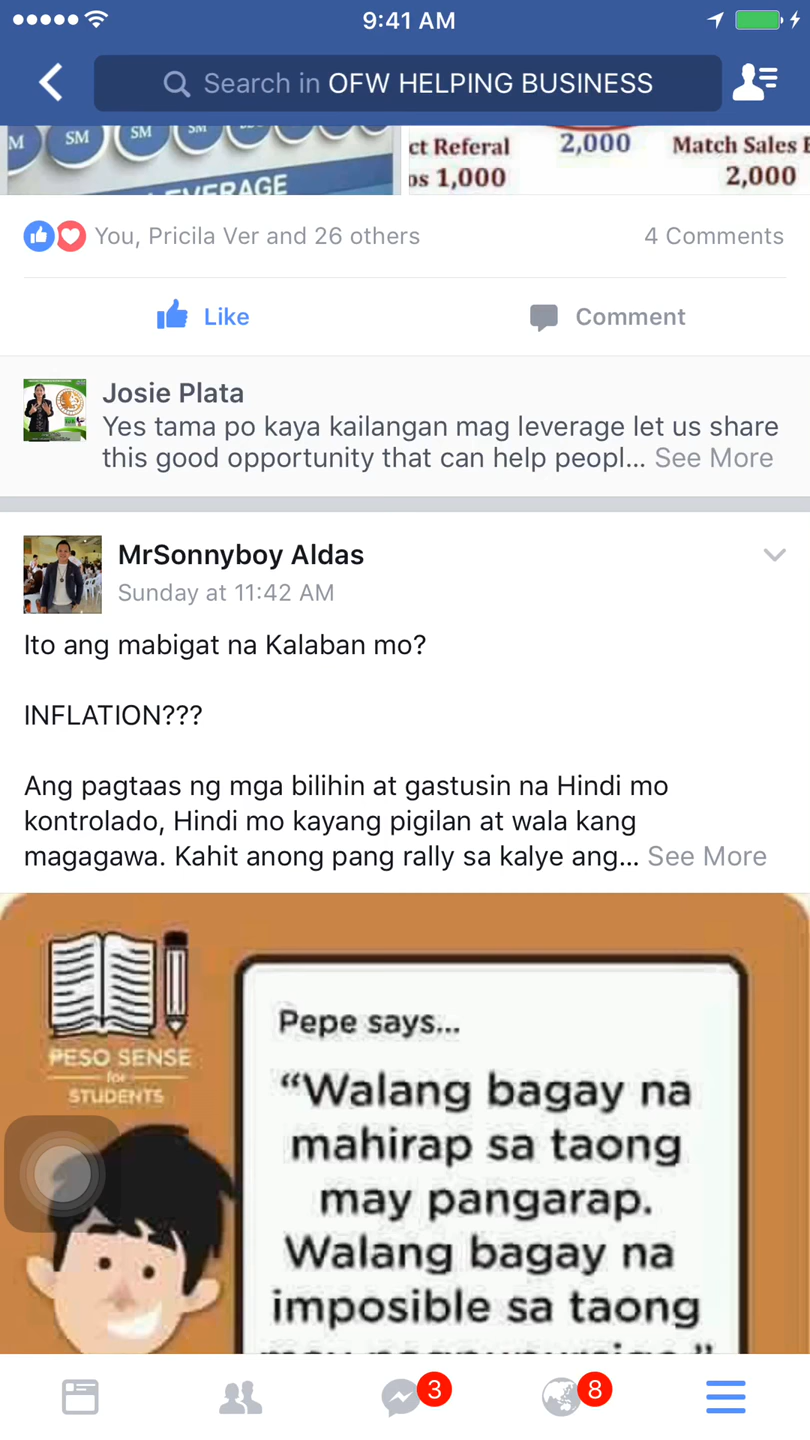 9:41 AM
Search in OFW HELPING BUSINESS
M SM SM SM
LEVERAGE
ct Referal 2,000 Match Sales
os 1,000 2,000
You, Pricila Ver and 26 others 4 Comments
Like Comment
Josie Plata
Yes tama po kaya kailangan mag leverage let us share
this good opportunity that can help peopl... See More
MrSonnyboy Aldas
Sunday at 11:42 AM
Ito ang mabigat na Kalaban mo?
INFLATION???
Ang pagtaas ng mga bilihin at gastusin na Hindi mo
kontrolado, Hindi mo kayang pigilan at wala kang
magagawa. Kahit anong pang rally sa kalye ang... See More
PESO SENSE
for
STUDENTS
Pepe says...
“Walang bagay na
mahirap sa taong
may pangarap.
Walang bagay na
imposible sa taong
3 8